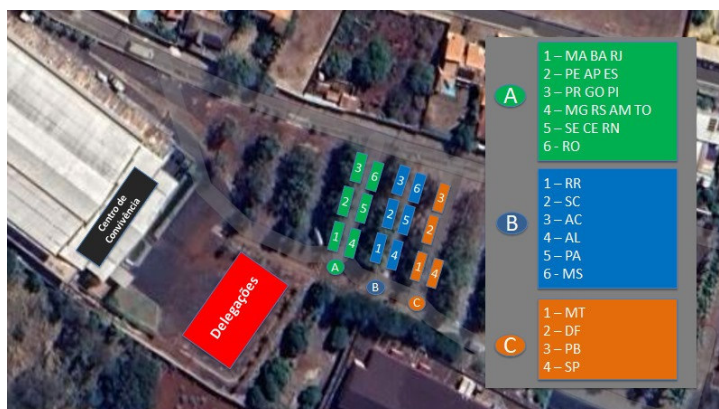 Centro de
Convivência
Delegações
3 6
2 5
1 4
A
3 6
2 5
1 4
B
3
2
1 4
C
A
1 – MA BA RJ
2 – PE AP ES
3 – PR GO PI
4 – MG RS AM TO
5 – SE CE RN
6 - RO
B
1 – RR
2 – SC
3 – AC
4 – AL
5 – PA
6 - MS
C
1 – MT
2 – DF
3 – PB
4 – SP